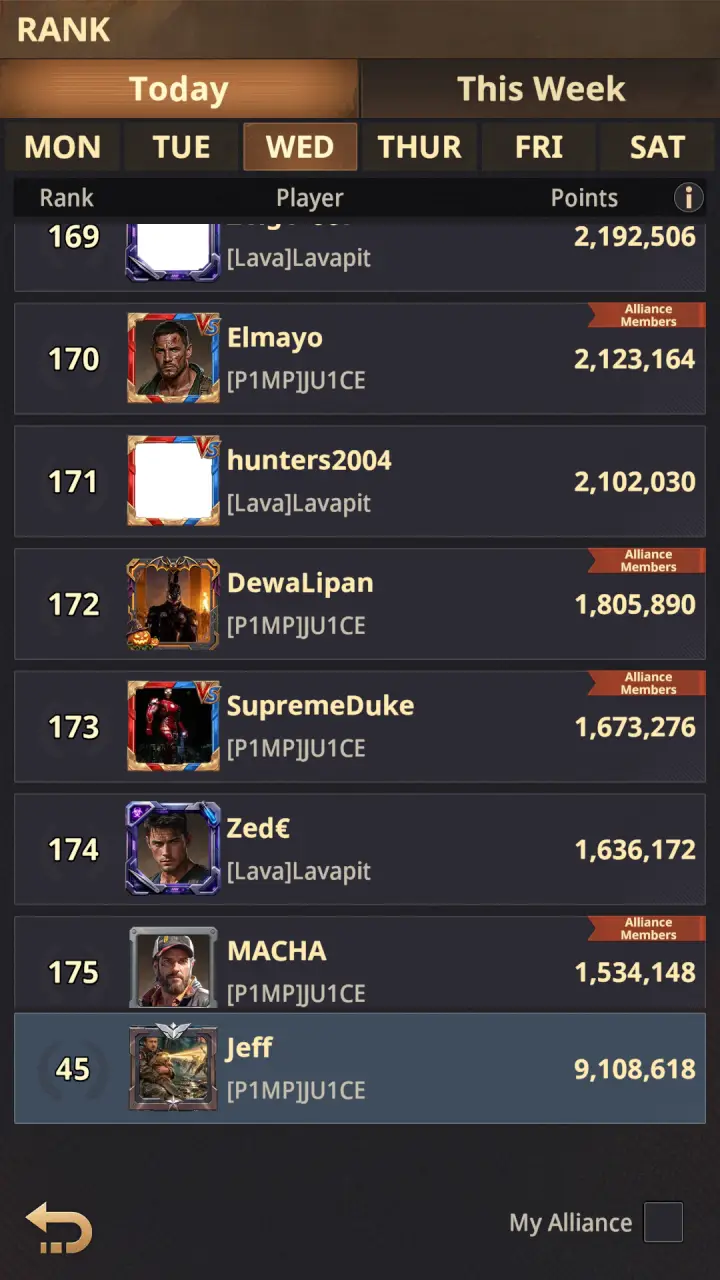 RANK
Today
This Week
MON
TUE
WED
THUR
FRI
SAT
Rank
Player
Points
169
[Lava]Lavapit
2,192,506
Alliance
Members
170
Elmayo
[P1MP]JU1CE
2,123,164
171
hunters2004
[Lava]Lavapit
2,102,030
Alliance
Members
172
DewaLipan
[P1MP]JU1CE
1,805,890
Alliance
Members
173
SupremeDuke
[P1MP]JU1CE
1,673,276
174
Zed€
[Lava]Lavapit
1,636,172
Alliance
Members
175
MACHA
[P1MP]JU1CE
1,534,148
45
Jeff
[P1MP]JU1CE
9,108,618
My Alliance